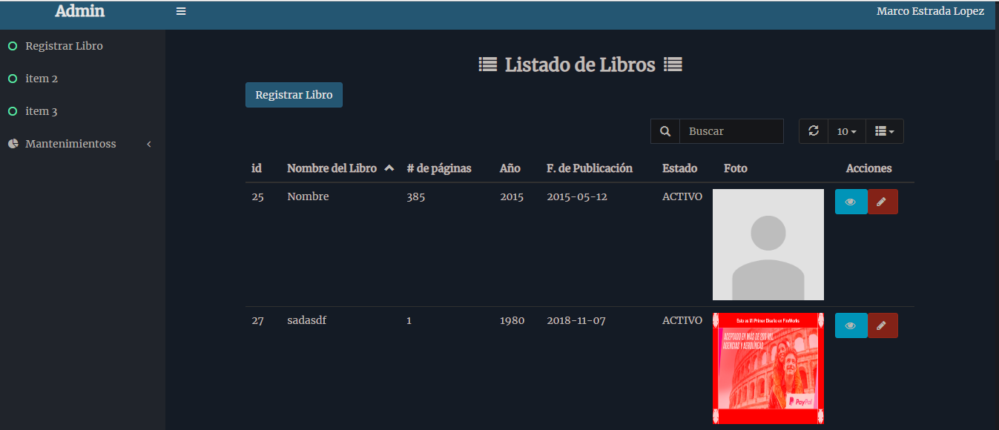 Admin
Marco Estrada Lopez
Registrar Libro
item 2
item 3
Mantenimientoss
Listado de Libros
Registrar Libro
Buscar
10
id Nombre del Libro # de páginas Año F. de Publicación Estado Foto Acciones
25 Nombre 385 2015 2015-05-12 ACTIVO
27 sadasdf 1 1980 2018-11-07 ACTIVO
Esto es Mi Primer Diseño en FireWorks
ACEPTADO EN MÁS DE 200 MIL
AGENCIAS Y AEROLÍNEAS
PayPal